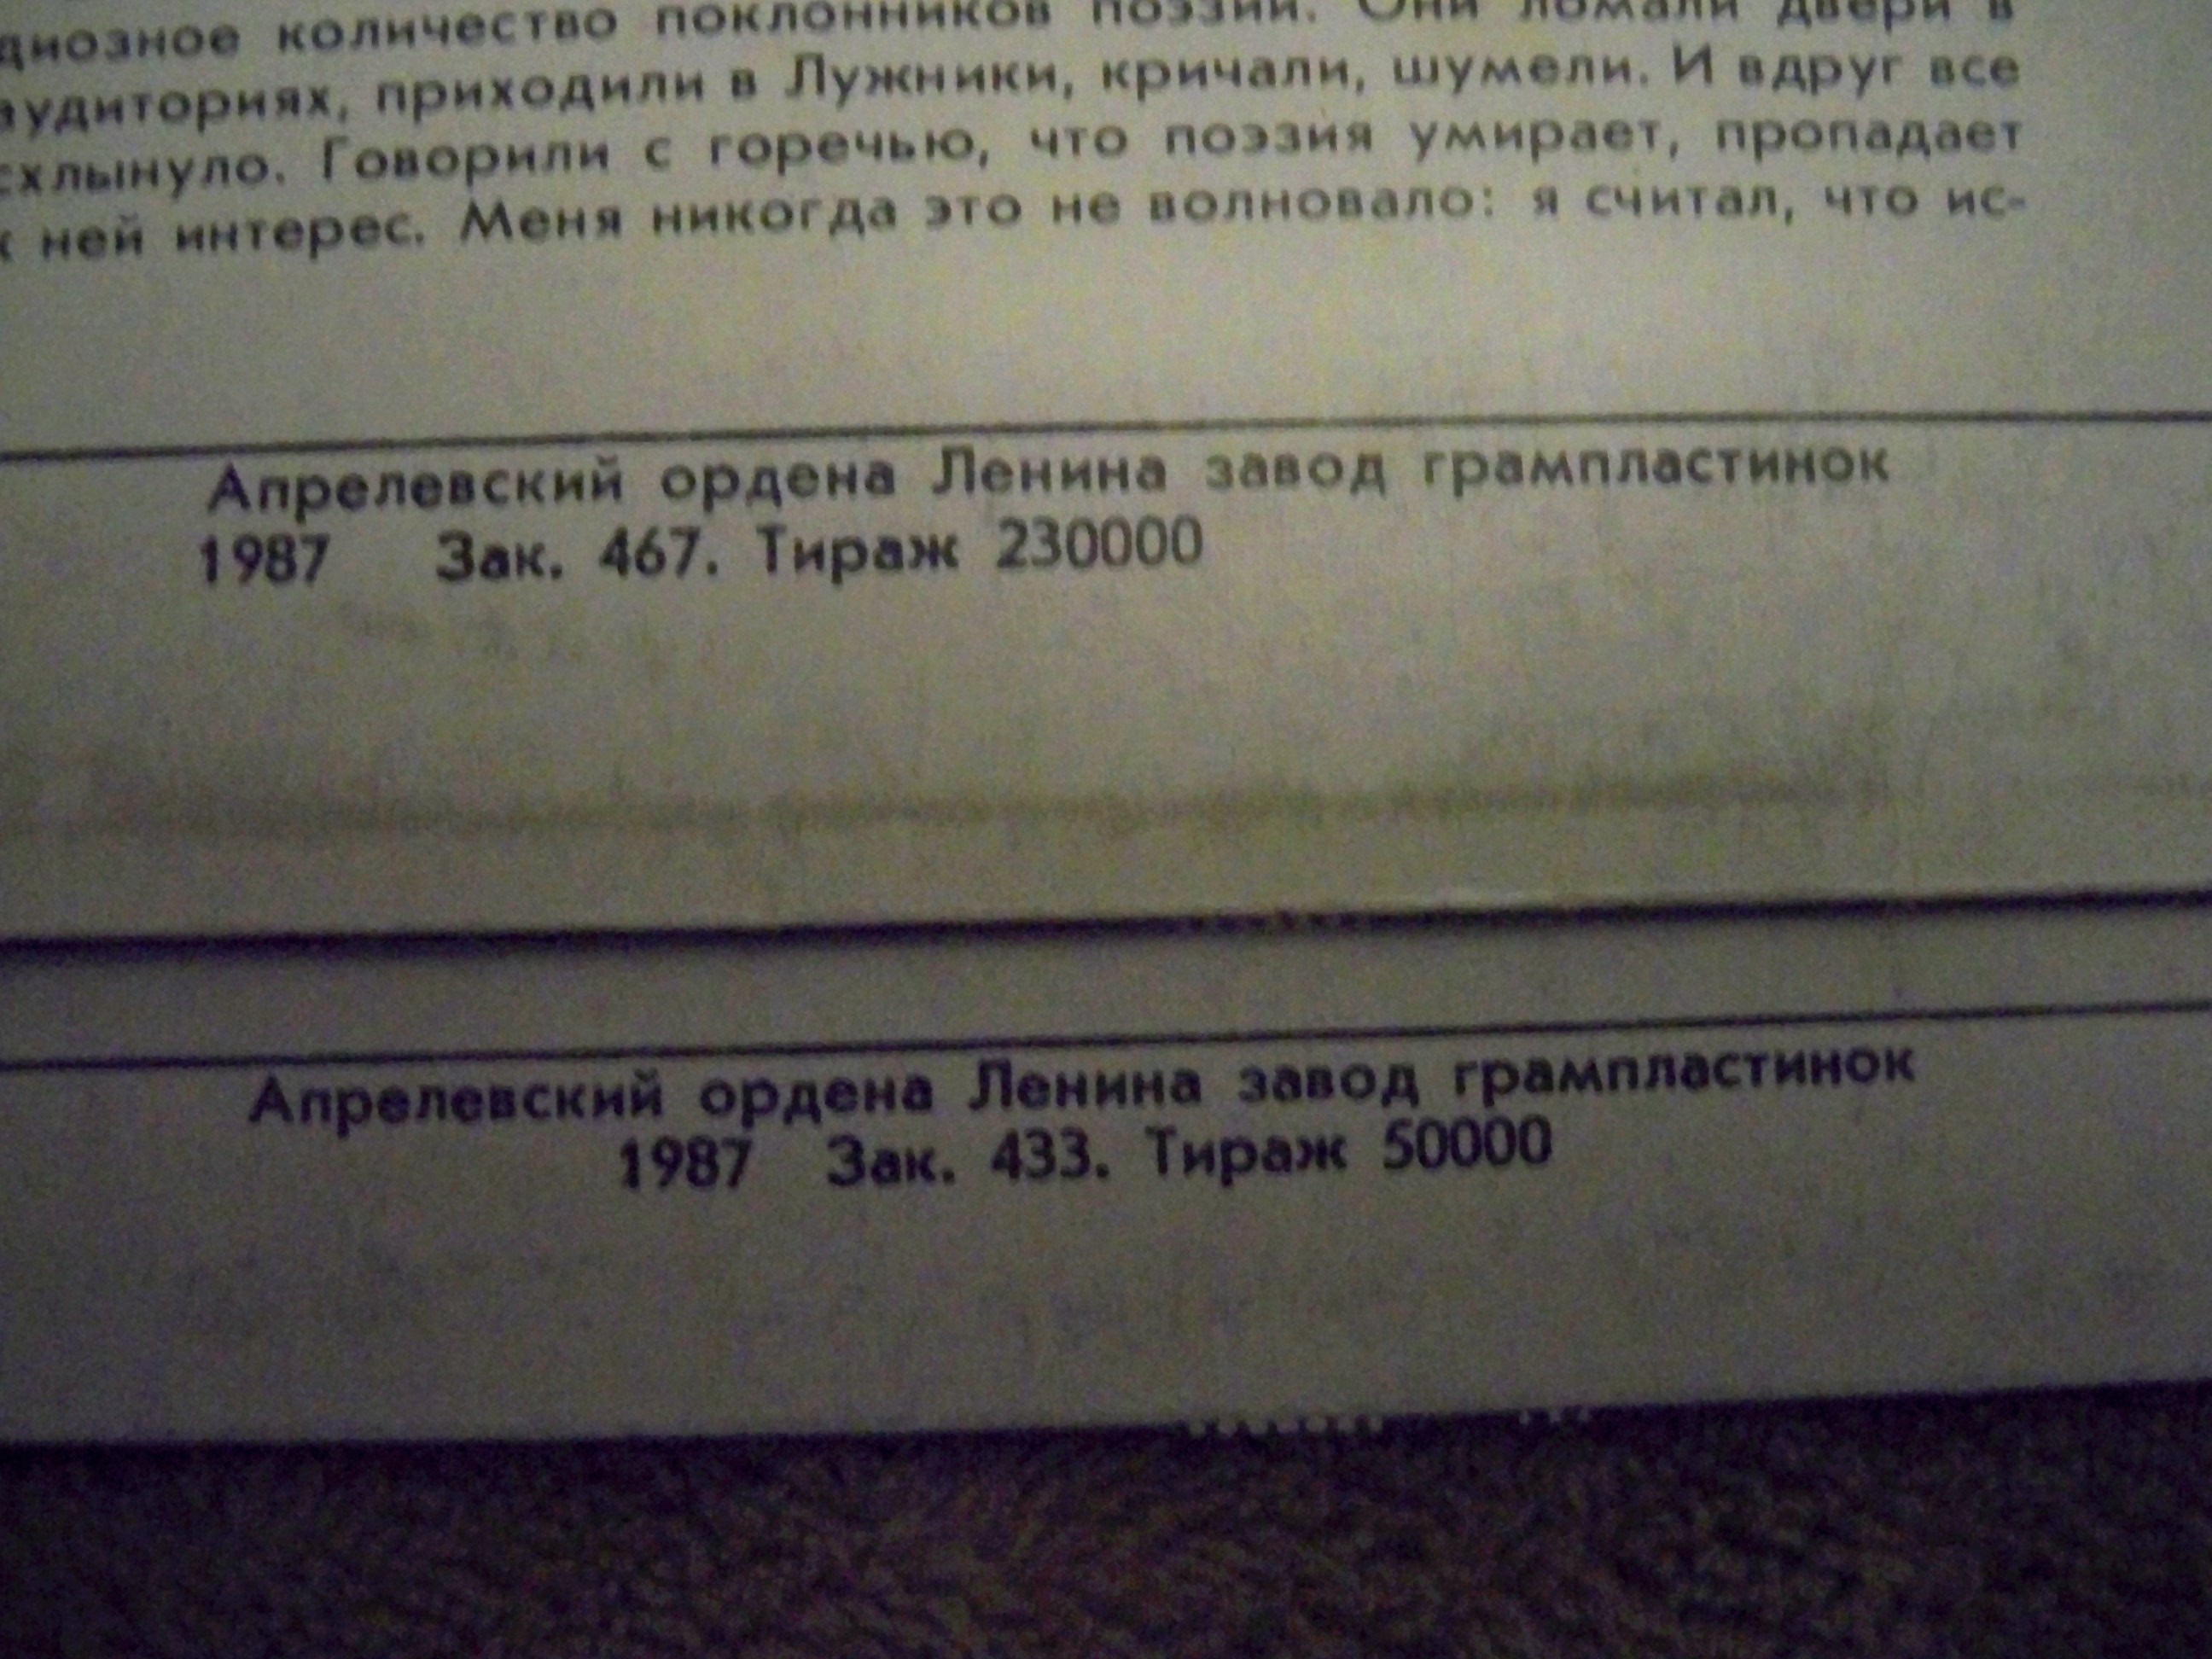 диозное количество поклонников поэзии. Они ломали двери в
аудиториях, приходили в Лужники, кричали, шумели. И вдруг все
схлынуло. Говорили с горечью, что поэзия умирает, пропадает
к ней интерес. Меня никогда это не волновало: я считал, что ис-
Апрелевский ордена Ленина завод грампластинок
1987 Зак. 467. Тираж 230000
Апрелевский ордена Ленина завод грампластинок
1987 Зак. 433. Тираж 50000